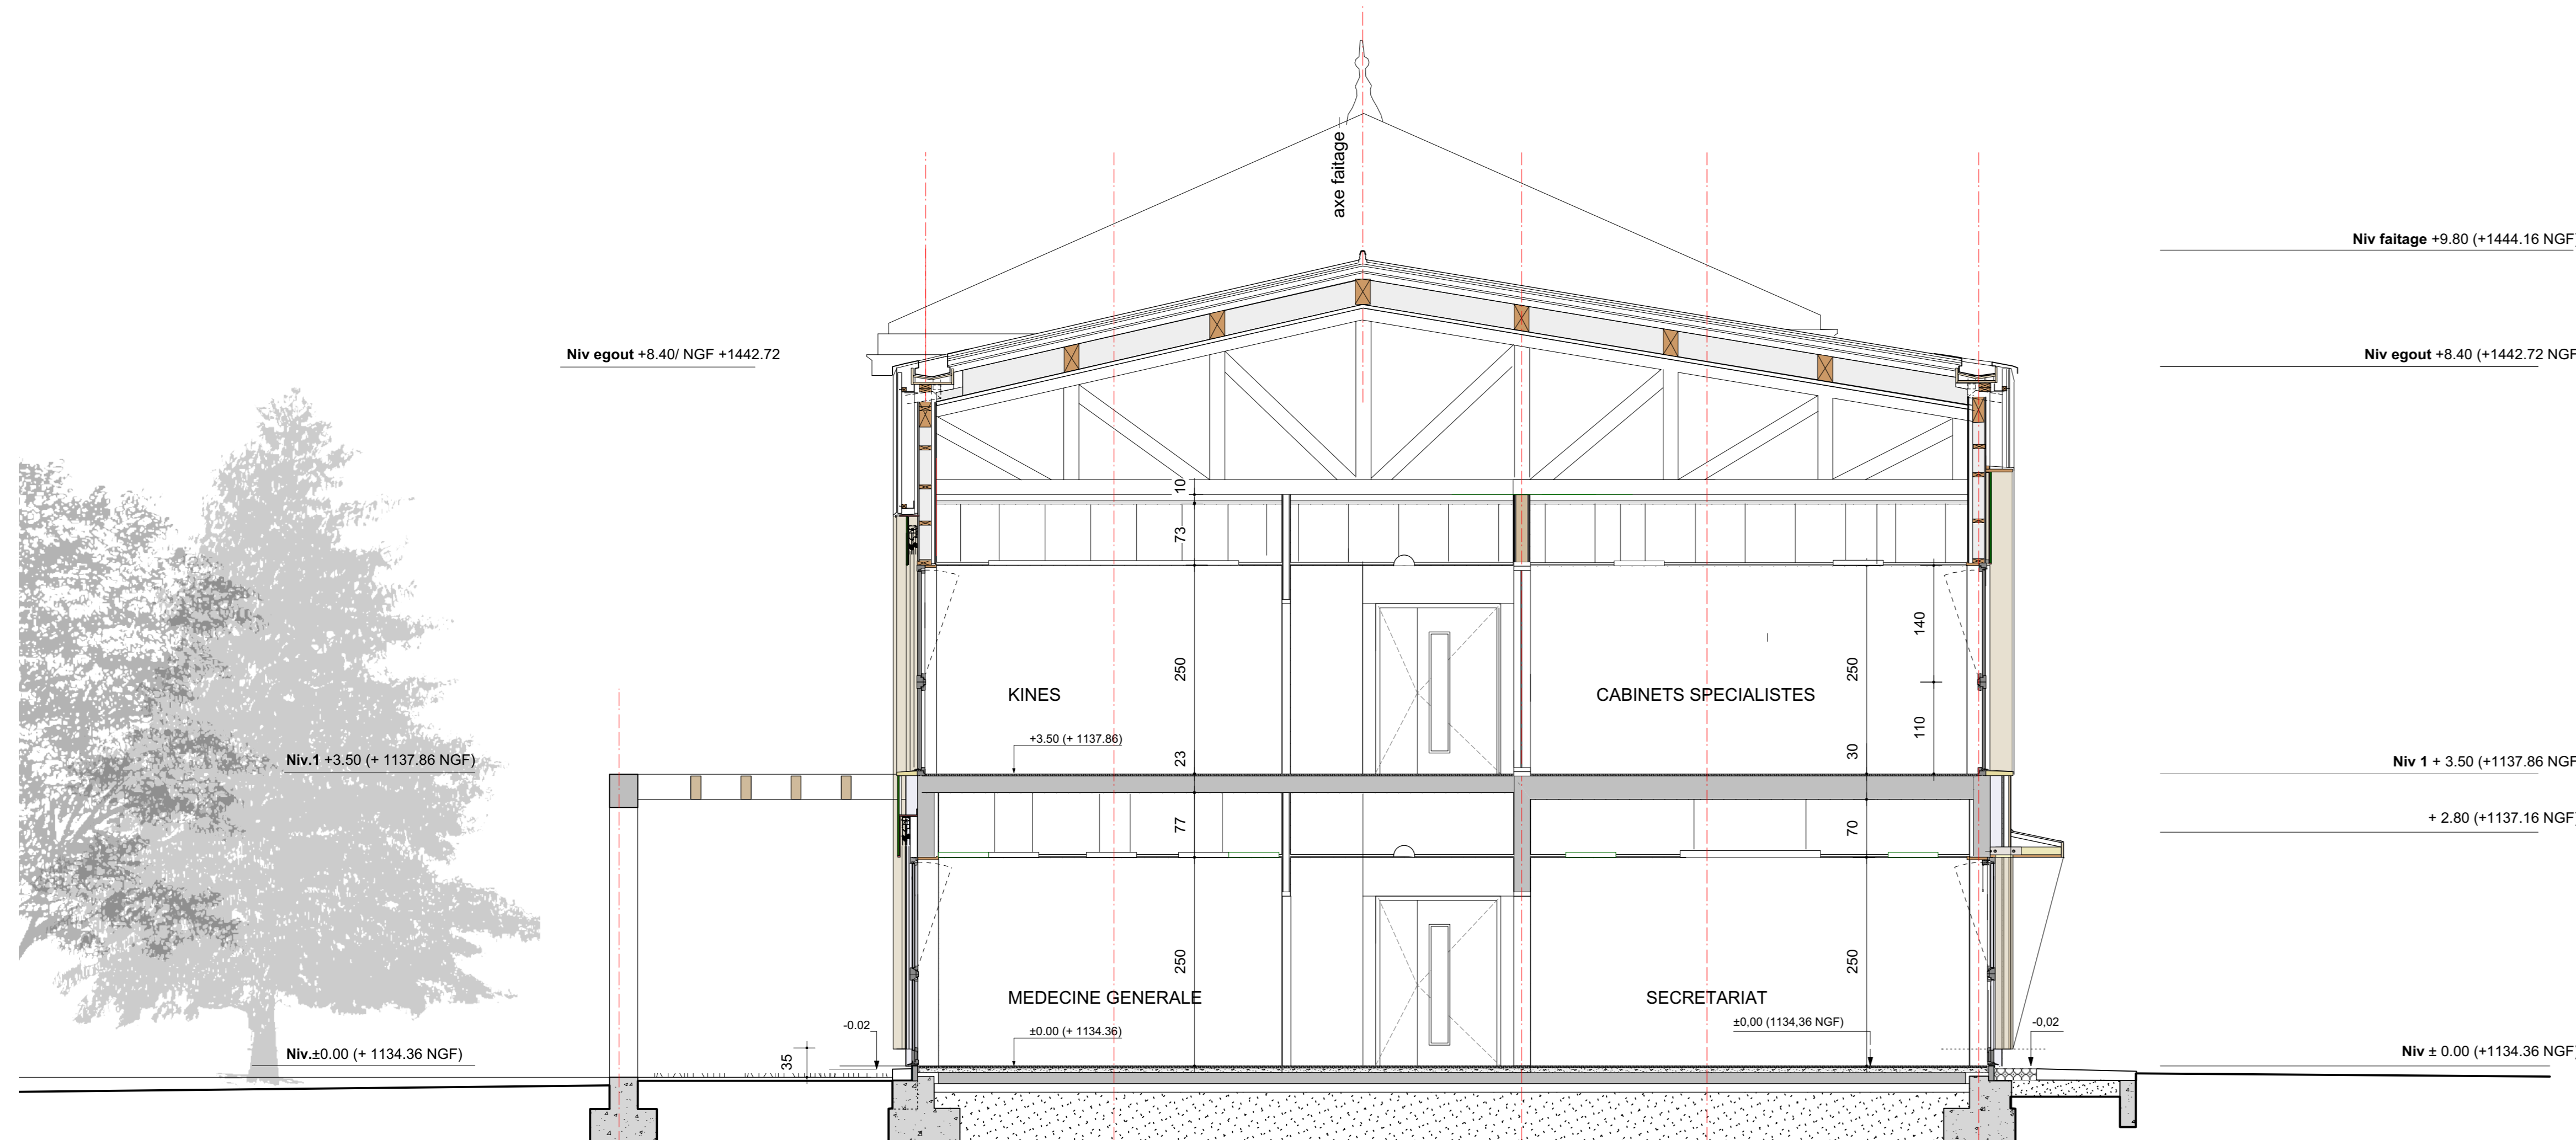 axe faitage
Niv faitage +9.80 (+1444.16 NGF
Niv egout +8.40/ NGF +1442.72
Niv egout +8.40 (+1442.72 NGF
10
73
250
23
KINES
+3.50 (+ 1137.86)
CABINETS SPECIALISTES
250
30
140
110
Niv.1 +3.50 (+ 1137.86 NGF)
Niv 1 + 3.50 (+1137.86 NGF
+ 2.80 (+1137.16 NGF)
77
70
250
250
MEDECINE GENERALE
±0.00 (+ 1134.36)
SECRETARIAT
±0,00 (1134,36 NGF)
-0.02
-0,02
35
Niv.±0.00 (+ 1134.36 NGF)
Niv ± 0.00 (+1134.36 NGF)